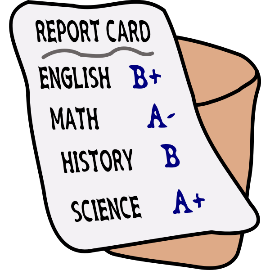 REPORT CARD
ENGLISH B+
MATH A-
HISTORY B
SCIENCE A+